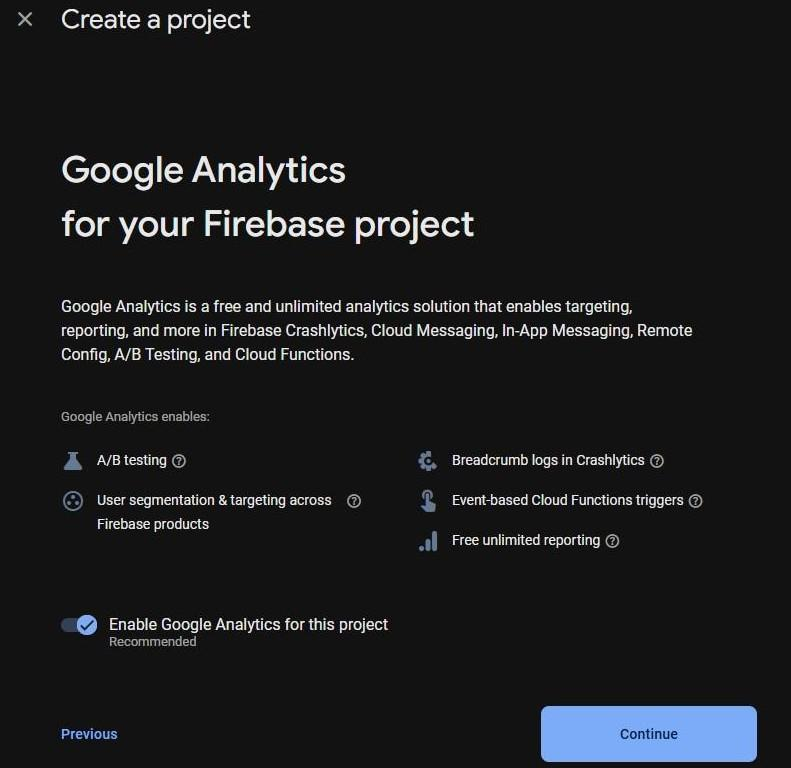 Create a project
Google Analytics
for your Firebase project
Google Analytics is a free and unlimited analytics solution that enables targeting,
reporting, and more in Firebase Crashlytics, Cloud Messaging, In-App Messaging, Remote
Config, A/B Testing, and Cloud Functions.
Google Analytics enables:
A/B testing
User segmentation & targeting across
Firebase products
Breadcrumb logs in Crashlytics
Event-based Cloud Functions triggers
Free unlimited reporting
Enable Google Analytics for this project
Recommended
Previous
Continue